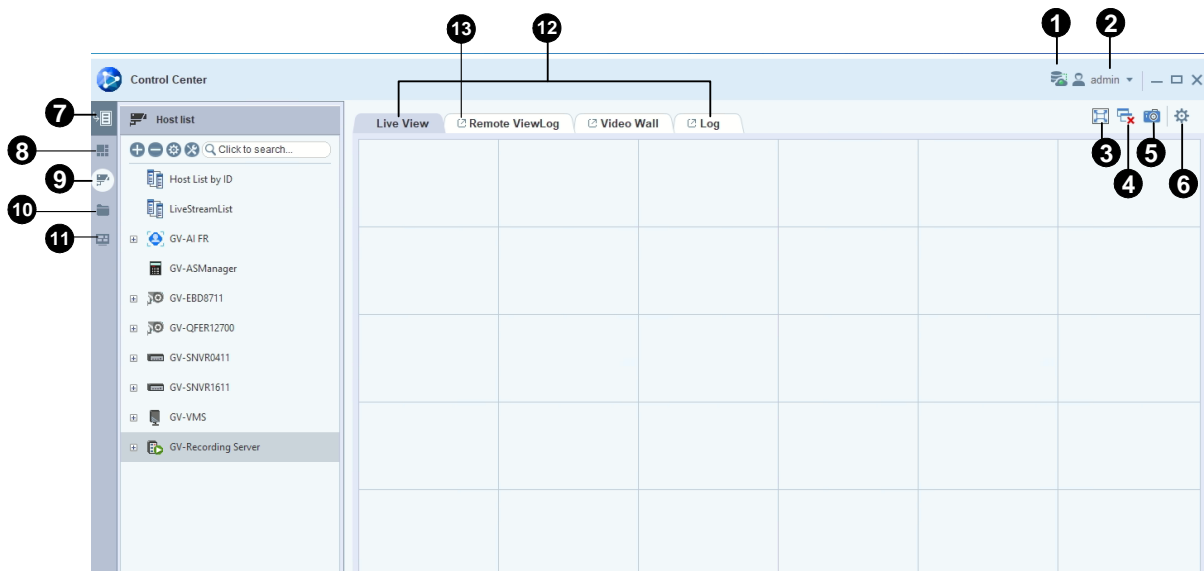 13
12
1
2
Control Center
admin
7
Host list
Live View
Remote ViewLog
Video Wall
Log
8
Click to search...
3
4
5
6
9
Host List by ID
10
LiveStreamList
11
GV-AI FR
GV-ASManager
GV-EBD8711
GV-QFER12700
GV-SNVR0411
GV-SNVR1611
GV-VMS
GV-Recording Server